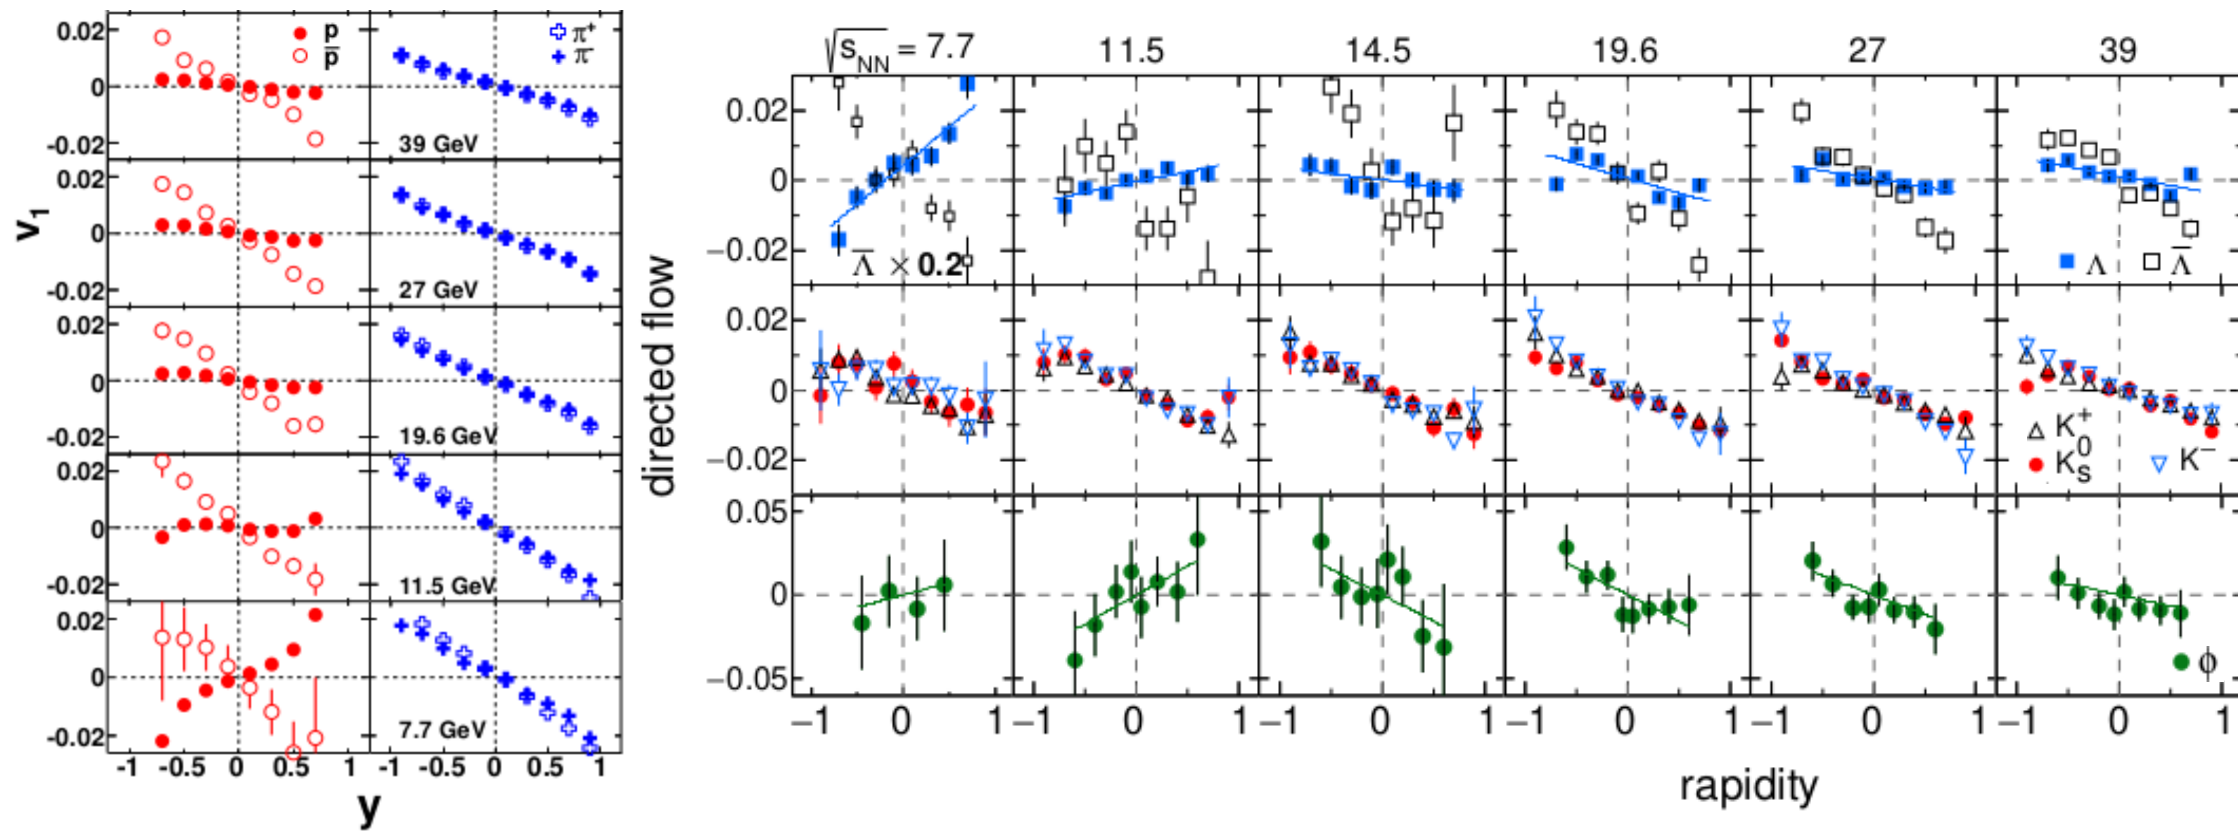 v₁
0.02
0
-0.02
p
p̅
π⁺
π⁻
39 GeV
0.02
0
-0.02
27 GeV
0.02
0
-0.02
19.6 GeV
0.02
0
-0.02
11.5 GeV
0.02
0
-0.02
7.7 GeV
-1 -0.5 0 0.5 1 -1 -0.5 0 0.5 1
y
directed flow
√s_NN = 7.7 11.5 14.5 19.6 27 39
0.02
0
−0.02
Λ̅ × 0.2
Λ Λ̅
0.02
0
−0.02
K⁺
K⁰_S K⁻
0.05
0
−0.05
ϕ
−1 0 1 −1 0 1 −1 0 1 −1 0 1 −1 0 1 −1 0 1
rapidity